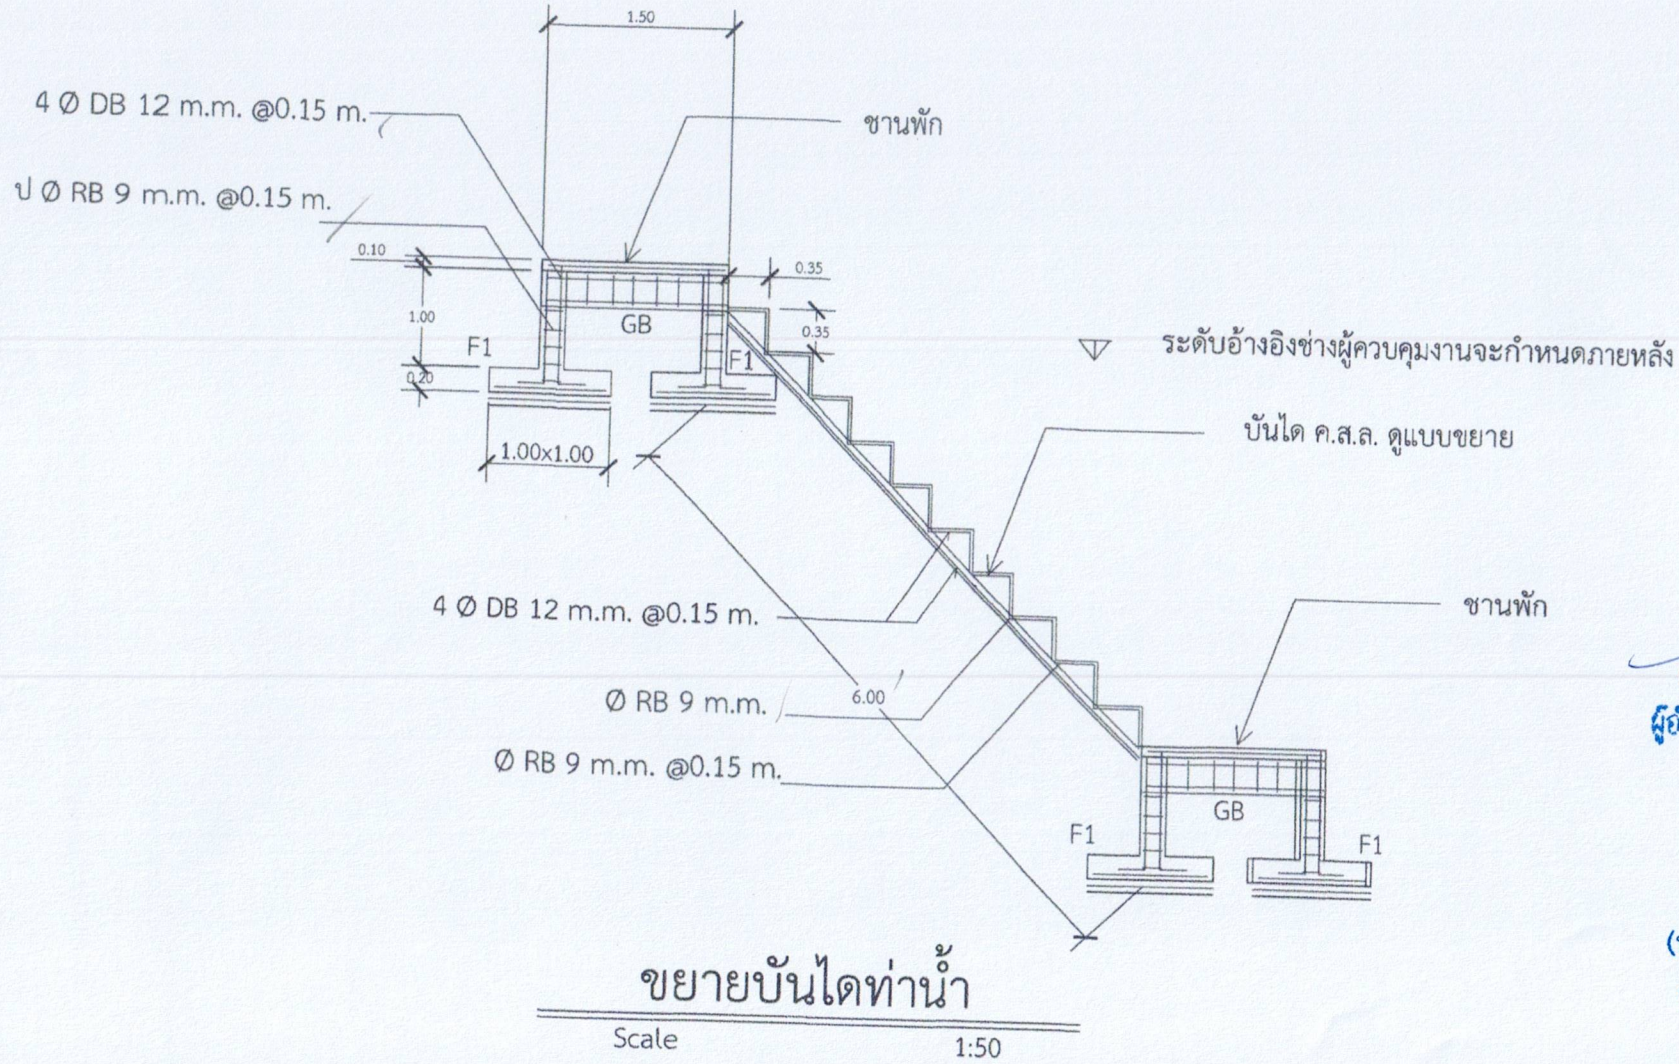 1.50
4 Ø DB 12 m.m. @0.15 m.
ชานพัก
ป Ø RB 9 m.m. @0.15 m.
0.10
0.35
1.00
GB
0.35
F1
F1
ระดับอ้างอิงช่างผู้ควบคุมงานจะกำหนดภายหลัง
0.20
บันได ค.ส.ล. ดูแบบขยาย
1.00x1.00
4 Ø DB 12 m.m. @0.15 m.
ชานพัก
Ø RB 9 m.m.
6.00
Ø RB 9 m.m. @0.15 m.
GB
F1
F1
ขยายบันไดท่าน้ำ
Scale 1:50